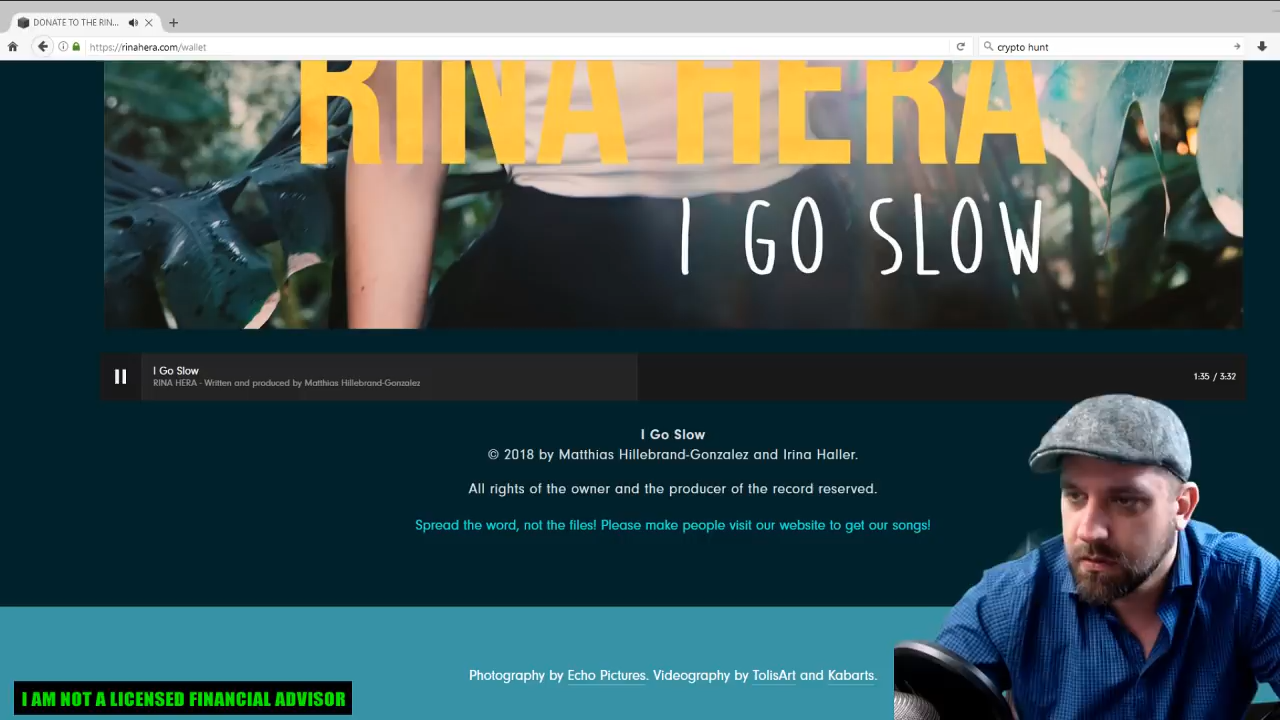 DONATE TO THE RIN...
https://rinahera.com/wallet
crypto hunt
RINA HERA
I GO SLOW
I Go Slow
RINA HERA - Written and produced by Matthias Hillebrand-Gonzalez
1:35 / 3:32
I Go Slow
© 2018 by Matthias Hillebrand-Gonzalez and Irina Haller.
All rights of the owner and the producer of the record reserved.
Spread the word, not the files! Please make people visit our website to get our songs!
Photography by Echo Pictures. Videography by TolisArt and Kabarts.
I AM NOT A LICENSED FINANCIAL ADVISOR